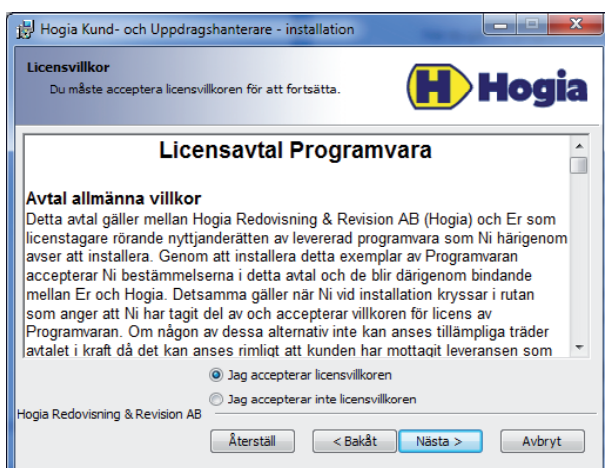 Hogia Kund- och Uppdragshanterare - installation
Licensvillkor
Du måste acceptera licensvillkoren för att fortsätta.
H Hogia
Licensavtal Programvara
Avtal allmänna villkor
Detta avtal gäller mellan Hogia Redovisning & Revision AB (Hogia) och Er som
licenstagare rörande nyttjanderätten av levererad programvara som Ni härigenom
avser att installera. Genom att installera detta exemplar av Programvaran
accepterar Ni bestämmelserna i detta avtal och de blir därigenom bindande
mellan Er och Hogia. Detsamma gäller när Ni vid installation kryssar i rutan
som anger att Ni har tagit del av och accepterar villkoren för licens av
Programvaran. Om någon av dessa alternativ inte kan anses tillämpliga träder
avtalet i kraft då det kan anses rimligt att kunden har mottagit leveransen som
Jag accepterar licensvillkoren
Jag accepterar inte licensvillkoren
Hogia Redovisning & Revision AB
Återställ
< Bakåt
Nästa >
Avbryt